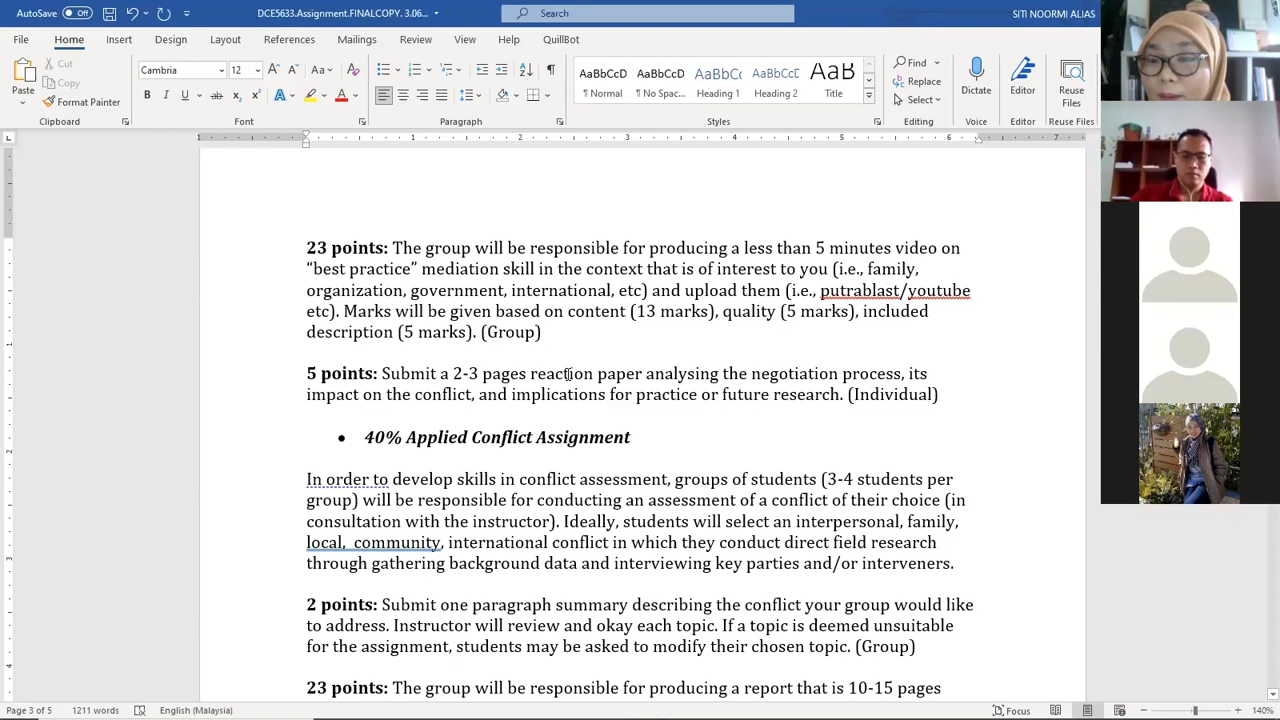 AutoSave Off DCE5633.Assignment.FINALCOPY. 3.06... Search SITI NOORMI ALIAS
File Home Insert Design Layout References Mailings Review View Help QuillBot
Paste Cut Copy Format Painter
Cambria 12
AaBbCcD AaBbCcD AaBbCc AaBbCcD AaBb
¶ Normal ¶ No Spac... Heading 1 Heading 2 Title
Find Replace Select
Dictate Editor Reuse Files
Clipboard Font Paragraph Styles Editing Voice Editor Reuse Files
1 1 2 3 4 5 6 7
23 points: The group will be responsible for producing a less than 5 minutes video on
“best practice” mediation skill in the context that is of interest to you (i.e., family,
organization, government, international, etc) and upload them (i.e., putrablast/youtube
etc). Marks will be given based on content (13 marks), quality (5 marks), included
description (5 marks). (Group)
5 points: Submit a 2-3 pages reaction paper analysing the negotiation process, its
impact on the conflict, and implications for practice or future research. (Individual)
• 40% Applied Conflict Assignment
In order to develop skills in conflict assessment, groups of students (3-4 students per
group) will be responsible for conducting an assessment of a conflict of their choice (in
consultation with the instructor). Ideally, students will select an interpersonal, family,
local, community, international conflict in which they conduct direct field research
through gathering background data and interviewing key parties and/or interveners.
2 points: Submit one paragraph summary describing the conflict your group would like
to address. Instructor will review and okay each topic. If a topic is deemed unsuitable
for the assignment, students may be asked to modify their chosen topic. (Group)
23 points: The group will be responsible for producing a report that is 10-15 pages
Page 3 of 5 1211 words English (Malaysia) Focus 140%